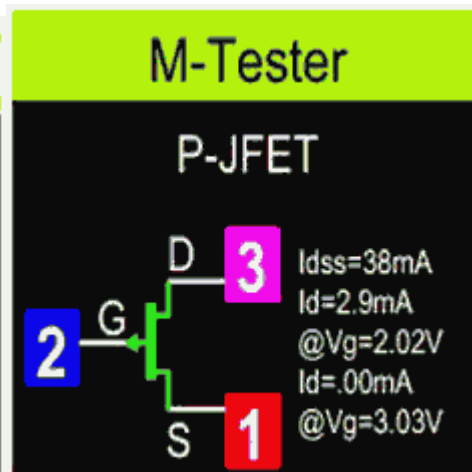 M-Tester
P-JFET
D
3
Idss=38mA
Id=2.9mA
2
G
@Vg=2.02V
Id=.00mA
S
1
@Vg=3.03V